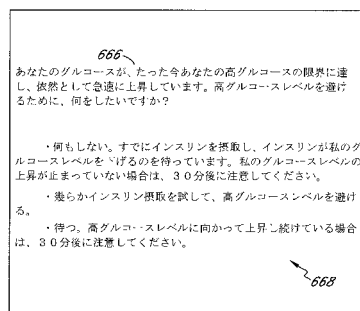 666
あなたのグルコースが、たった今あなたの高グルコースの限界に達
し、依然として急速に上昇しています。高グルコースレベルを避け
るために、何をしたいですか?
・何もしない。すでにインスリンを摂取し、インスリンが私のグ
ルコースレベルを下げるのを待っています。私のグルコースレベルの
上昇が止まっていない場合は、30分後に注意してください。
・幾らかインスリン摂取を試して、高グルコースレベルを避け
る。
・待つ。高グルコースレベルに向かって上昇し続けている場合
は、30分後に注意してください。
668